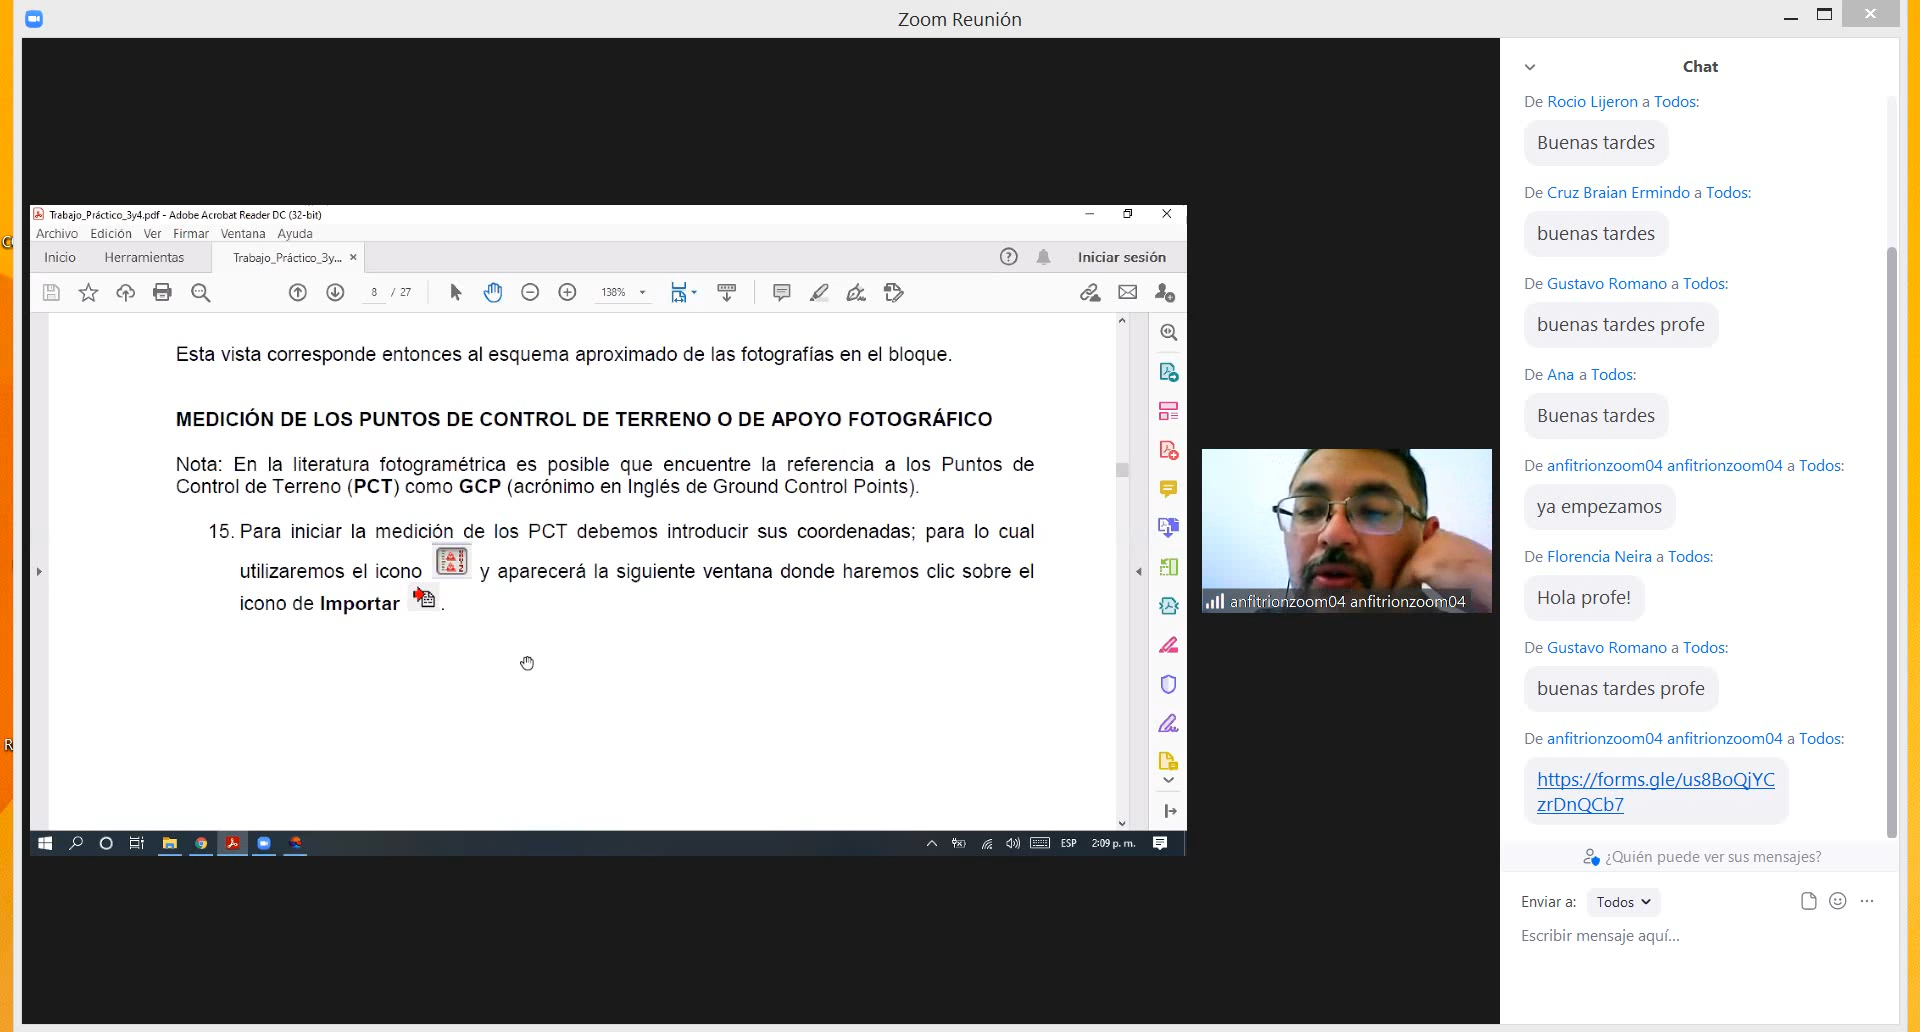 Zoom Reunión
Trabajo_Práctico_3y4.pdf - Adobe Acrobat Reader DC (32-bit)
Archivo Edición Ver Firmar Ventana Ayuda
Inicio Herramientas Trabajo_Práctico_3y... × Iniciar sesión
8 / 27 138%
Esta vista corresponde entonces al esquema aproximado de las fotografías en el bloque.
MEDICIÓN DE LOS PUNTOS DE CONTROL DE TERRENO O DE APOYO FOTOGRÁFICO
Nota: En la literatura fotogramétrica es posible que encuentre la referencia a los Puntos de
Control de Terreno (PCT) como GCP (acrónimo en Inglés de Ground Control Points).
15. Para iniciar la medición de los PCT debemos introducir sus coordenadas; para lo cual
utilizaremos el icono y aparecerá la siguiente ventana donde haremos clic sobre el
icono de Importar .
ESP 2:09 p. m.
anfitrionzoom04 anfitrionzoom04
Chat
De Rocio Lijeron a Todos:
Buenas tardes
De Cruz Braian Ermindo a Todos:
buenas tardes
De Gustavo Romano a Todos:
buenas tardes profe
De Ana a Todos:
Buenas tardes
De anfitrionzoom04 anfitrionzoom04 a Todos:
ya empezamos
De Florencia Neira a Todos:
Hola profe!
De Gustavo Romano a Todos:
buenas tardes profe
De anfitrionzoom04 anfitrionzoom04 a Todos:
https://forms.gle/us8BoQjYC
zrDnQCb7
¿Quién puede ver sus mensajes?
Enviar a: Todos
Escribir mensaje aquí...